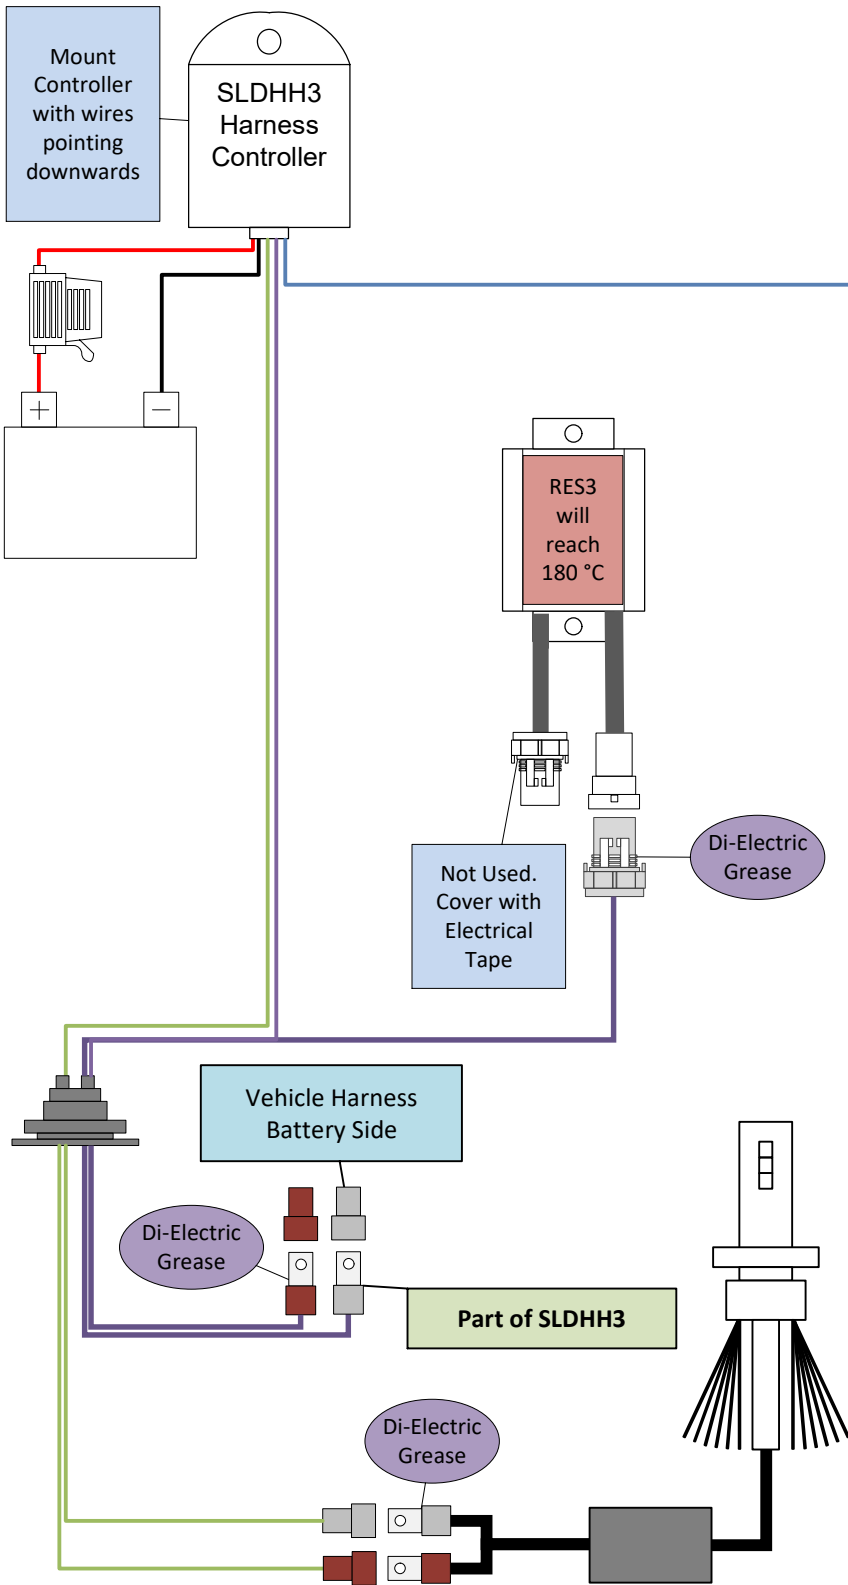 Mount
Controller
with wires
pointing
downwards
SLDHH3
Harness
Controller
+
—
RES3
will
reach
180 °C
Not Used.
Cover with
Electrical
Tape
Di-Electric
Grease
Vehicle Harness
Battery Side
Di-Electric
Grease
Part of SLDHH3
Di-Electric
Grease